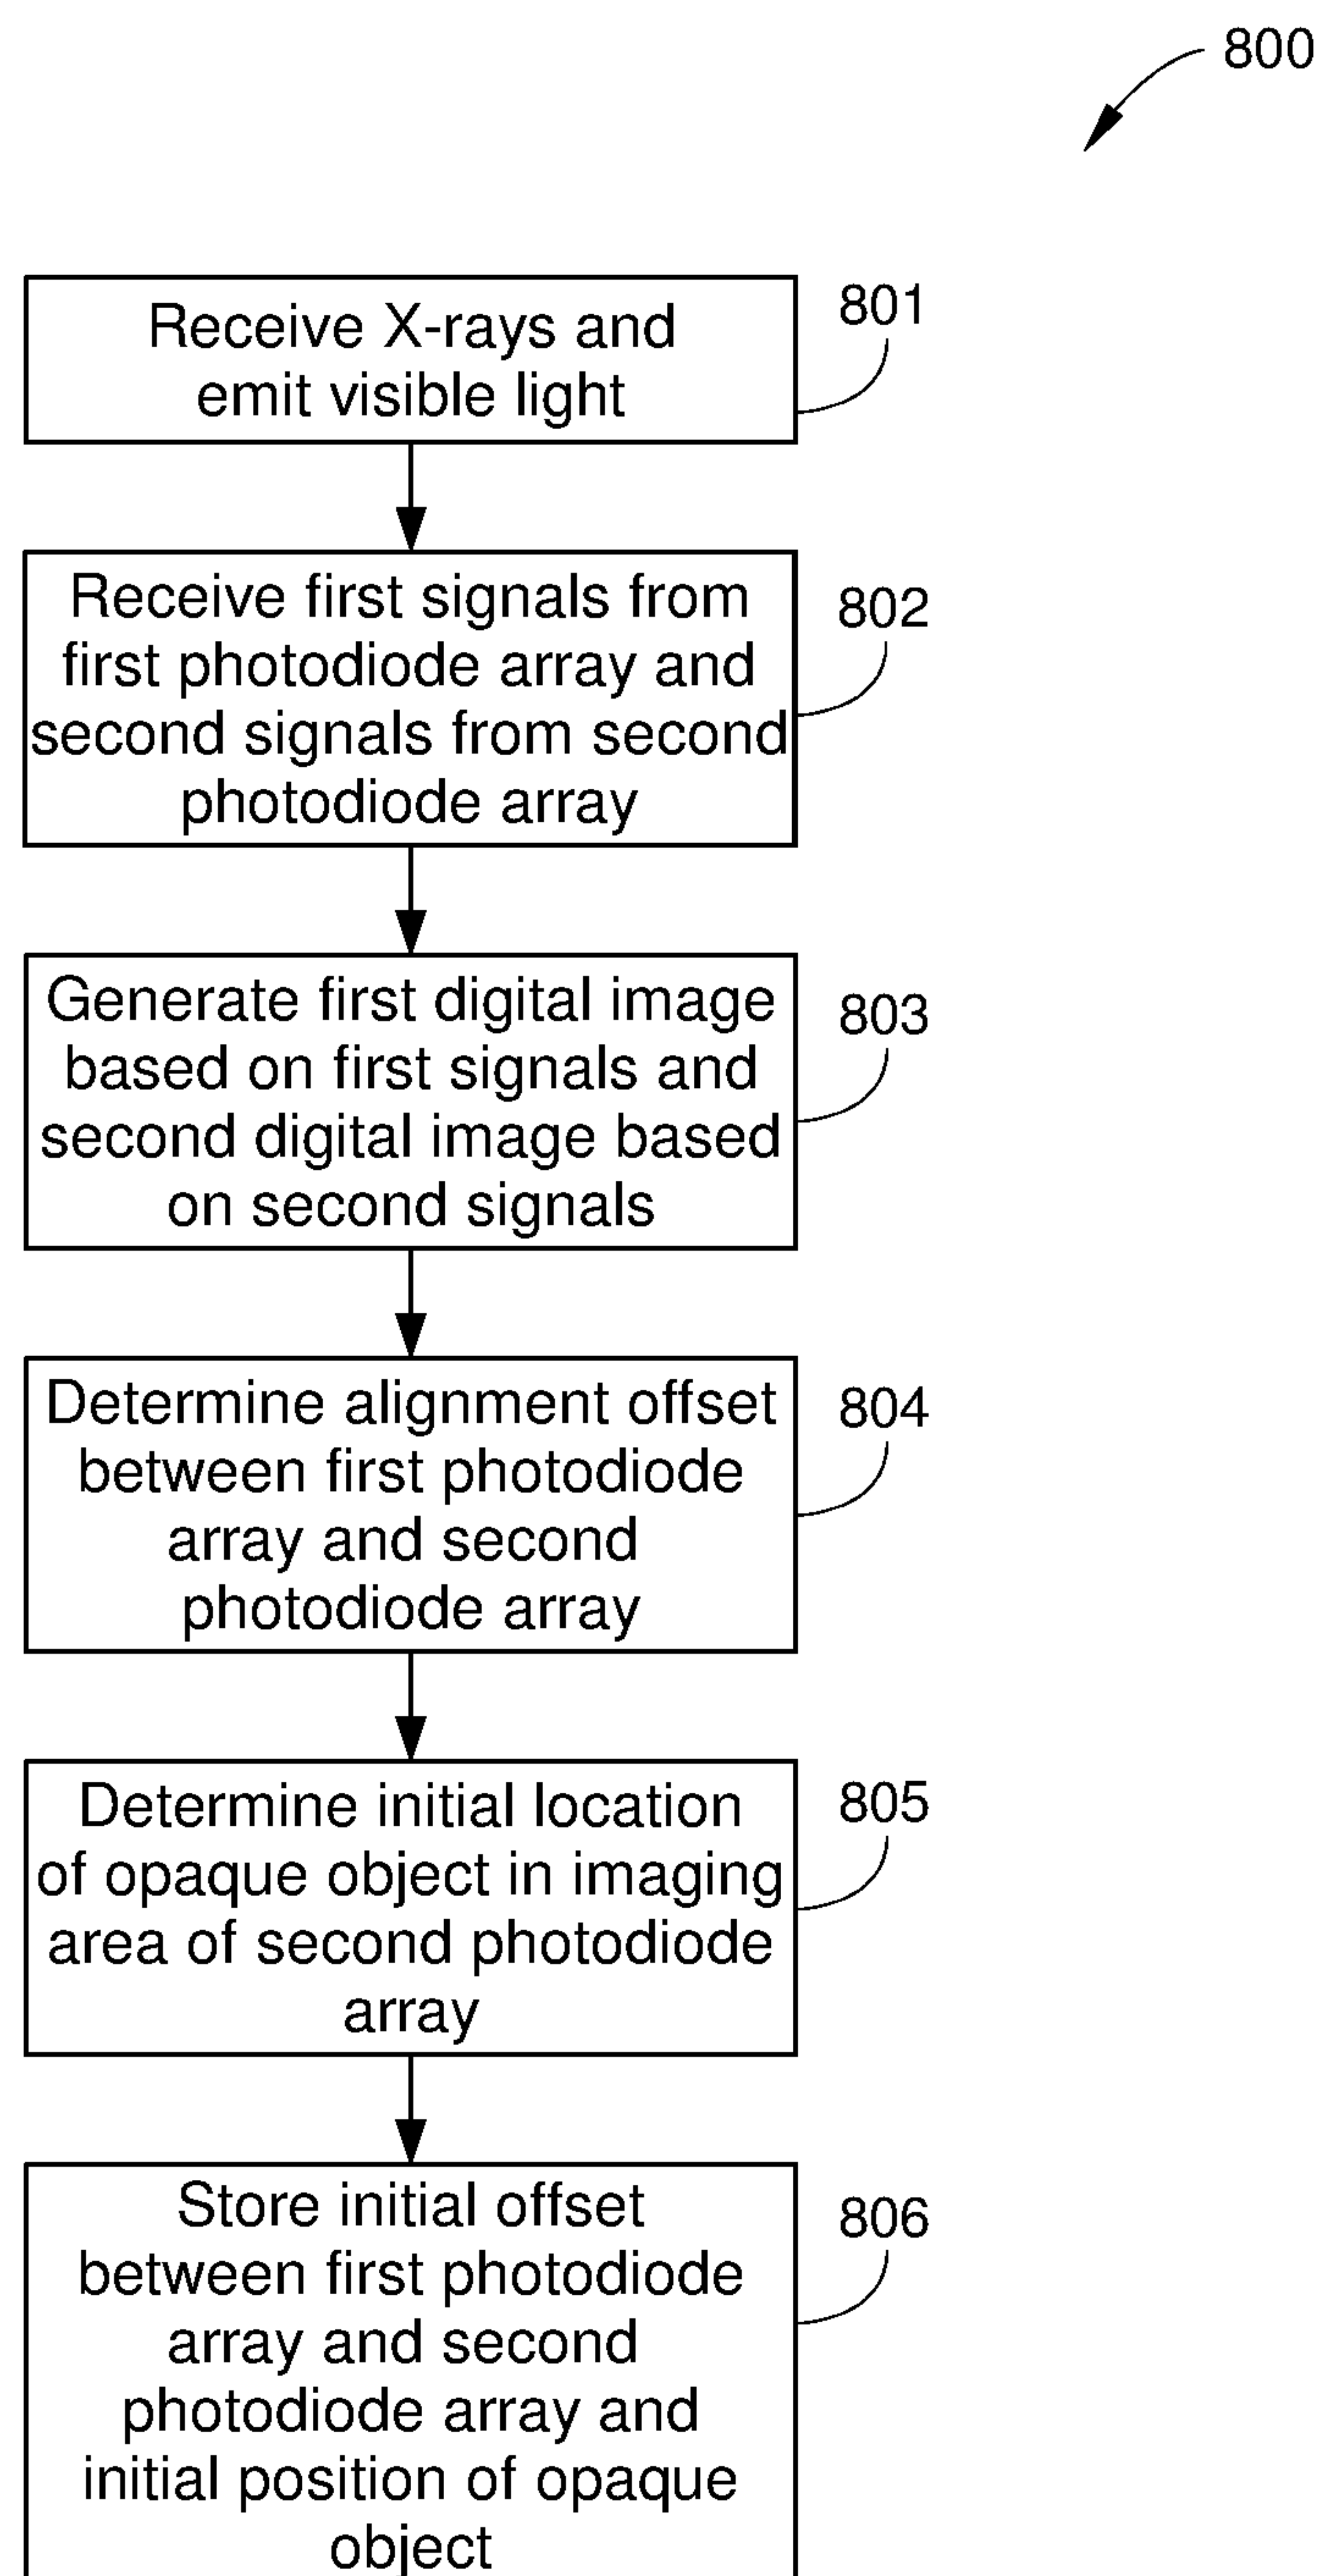 800
Receive X-rays and
emit visible light
801
Receive first signals from
first photodiode array and
second signals from second
photodiode array
802
Generate first digital image
based on first signals and
second digital image based
on second signals
803
Determine alignment offset
between first photodiode
array and second
photodiode array
804
Determine initial location
of opaque object in imaging
area of second photodiode
array
805
Store initial offset
between first photodiode
array and second
photodiode array and
initial position of opaque
object
806